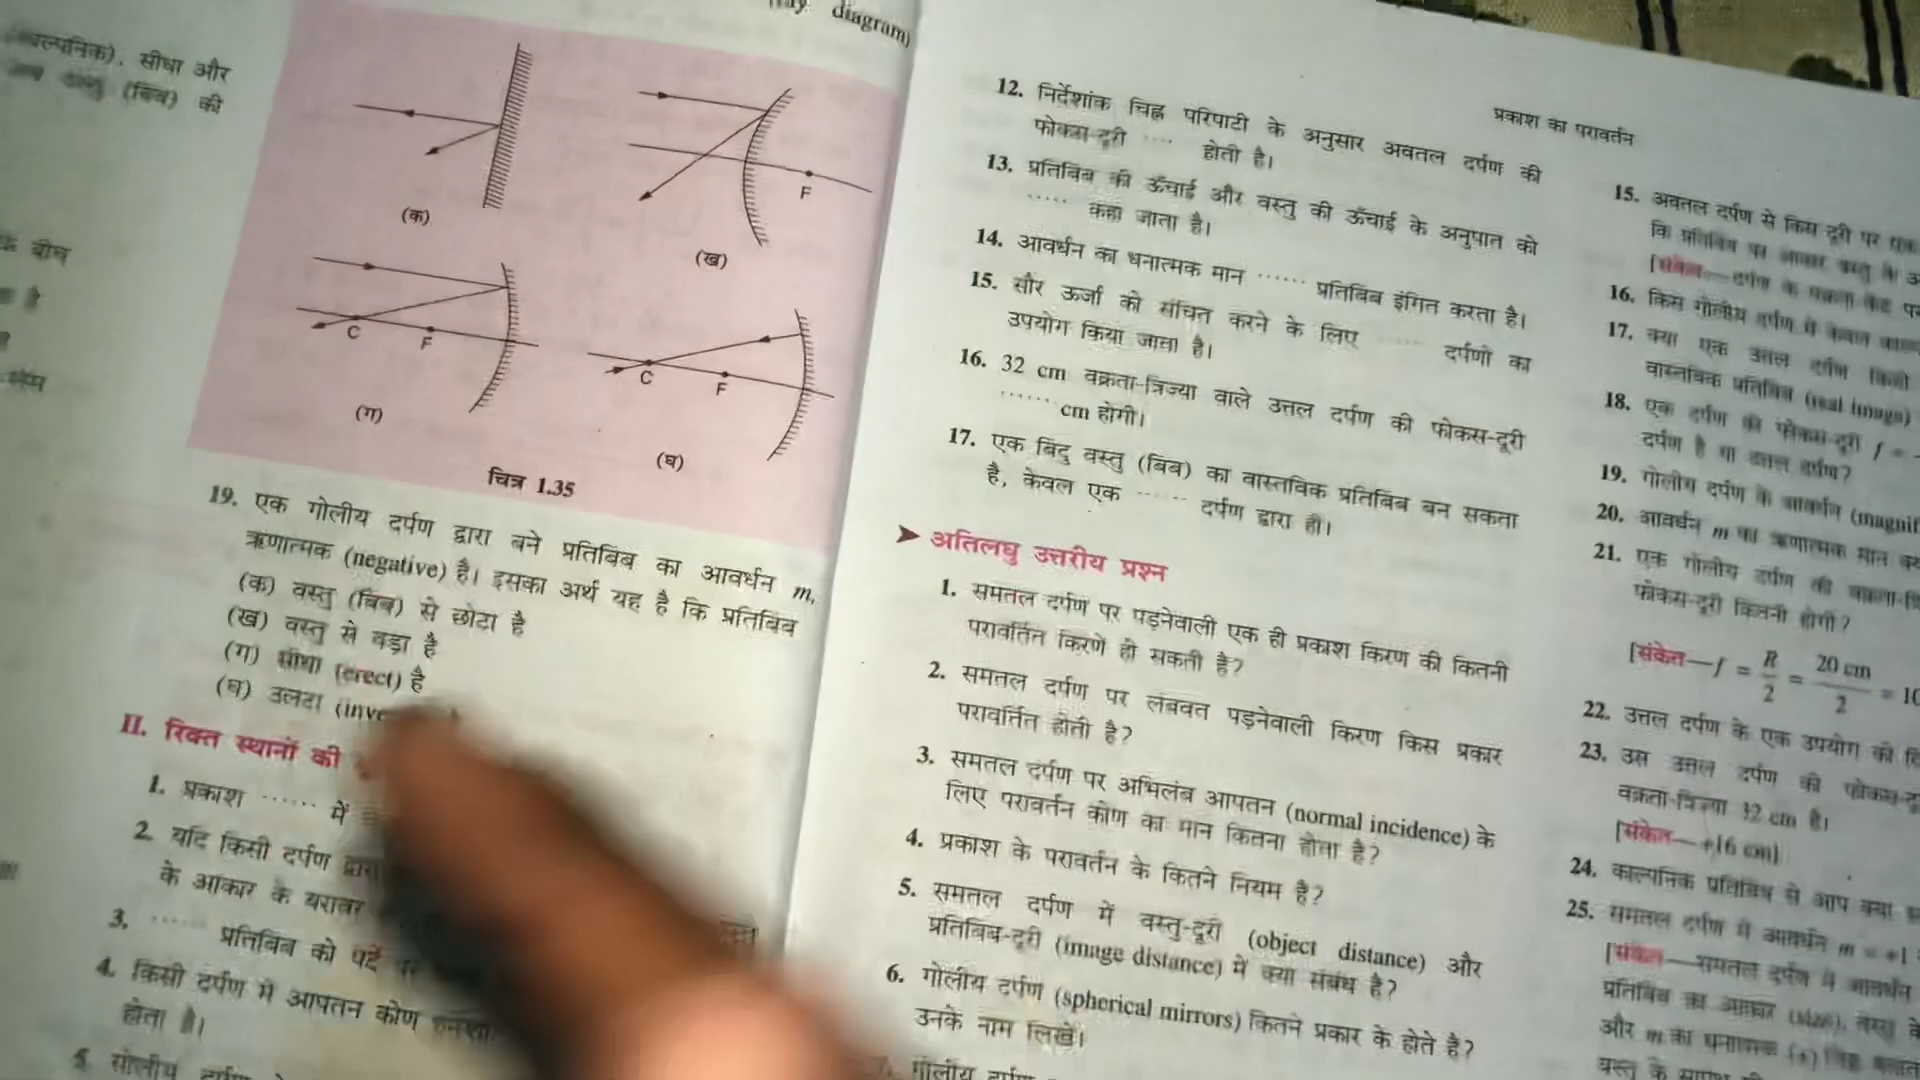 diagram)
सीधा और
(बिंब) की
के बीच
(क)
F
(ख)
C
F
(ग)
C
F
(घ)
चित्र 1.35
19. एक गोलीय दर्पण द्वारा बने प्रतिबिंब का आवर्धन m,
ऋणात्मक (negative) है। इसका अर्थ यह है कि प्रतिबिंब
(क) वस्तु (बिंब) से छोटा है
(ख) वस्तु से बड़ा है
(ग) सीधा (erect) है
(घ) उलटा
II. रिक्त स्थानों की
1. प्रकाश ······ में
2. यदि किसी दर्पण द्वारा
के आकार के बराबर
3. ······ प्रतिबिंब को पर्दे पर
4. किसी दर्पण में आपतन कोण
होता है।
5. गोलीय
प्रकाश का परावर्तन
12. निर्देशांक चिह्न परिपाटी के अनुसार अवतल दर्पण की
फोकस-दूरी ···· होती है।
13. प्रतिबिंब की ऊँचाई और वस्तु की ऊँचाई के अनुपात को
····· कहा जाता है।
14. आवर्धन का धनात्मक मान ······ प्रतिबिंब इंगित करता है।
15. सौर ऊर्जा को संचित करने के लिए ······ दर्पणों का
उपयोग किया जाता है।
16. 32 cm वक्रता-त्रिज्या वाले उत्तल दर्पण की फोकस-दूरी
······ cm होगी।
17. एक बिंदु वस्तु (बिंब) का वास्तविक प्रतिबिंब बन सकता
है, केवल एक ······ दर्पण द्वारा ही।
अतिलघु उत्तरीय प्रश्न
1. समतल दर्पण पर पड़नेवाली एक ही प्रकाश किरण की कितनी
परावर्तित किरणें हो सकती है?
2. समतल दर्पण पर लंबवत पड़नेवाली किरण किस प्रकार
परावर्तित होती है?
3. समतल दर्पण पर अभिलंब आपतन (normal incidence) के
लिए परावर्तन कोण का मान कितना होता है?
4. प्रकाश के परावर्तन के कितने नियम हैं?
5. समतल दर्पण में वस्तु-दूरी (object distance) और
प्रतिबिंब-दूरी (image distance) में क्या संबंध है?
6. गोलीय दर्पण (spherical mirrors) कितने प्रकार के होते हैं?
उनके नाम लिखें।
गोलीय दर्पण
15. अवतल दर्पण से किस दूरी पर एक
कि प्रतिबिंब का आकार वस्तु के
[संकेत—दर्पण के वक्रता केंद्र पर
16. किस गोलीय दर्पण में केवल
17. क्या एक उत्तल दर्पण किसी
वास्तविक प्रतिबिंब (real image)
18. एक दर्पण की फोकस-दूरी f =
दर्पण है या उत्तल दर्पण?
19. गोलीय दर्पण के आवर्धन
20. आवर्धन m का ऋणात्मक मान
21. एक गोलीय दर्पण की
फोकस-दूरी कितनी होगी?
[संकेत—f = R/2 = 20 cm/2 = 10
22. उत्तल दर्पण के एक उपयोग को
23. उस उत्तल दर्पण की
वक्रता-त्रिज्या 32 cm है।
[संकेत—+16 cm]
24. काल्पनिक प्रतिबिंब से आप क्या
25. समतल दर्पण में आवर्धन m = +1
[संकेत—समतल दर्पण में आवर्धन
प्रतिबिंब का आकार (size), वस्तु के
और m का धनात्मक (+) चिह्न
वस्तु के सापेक्ष